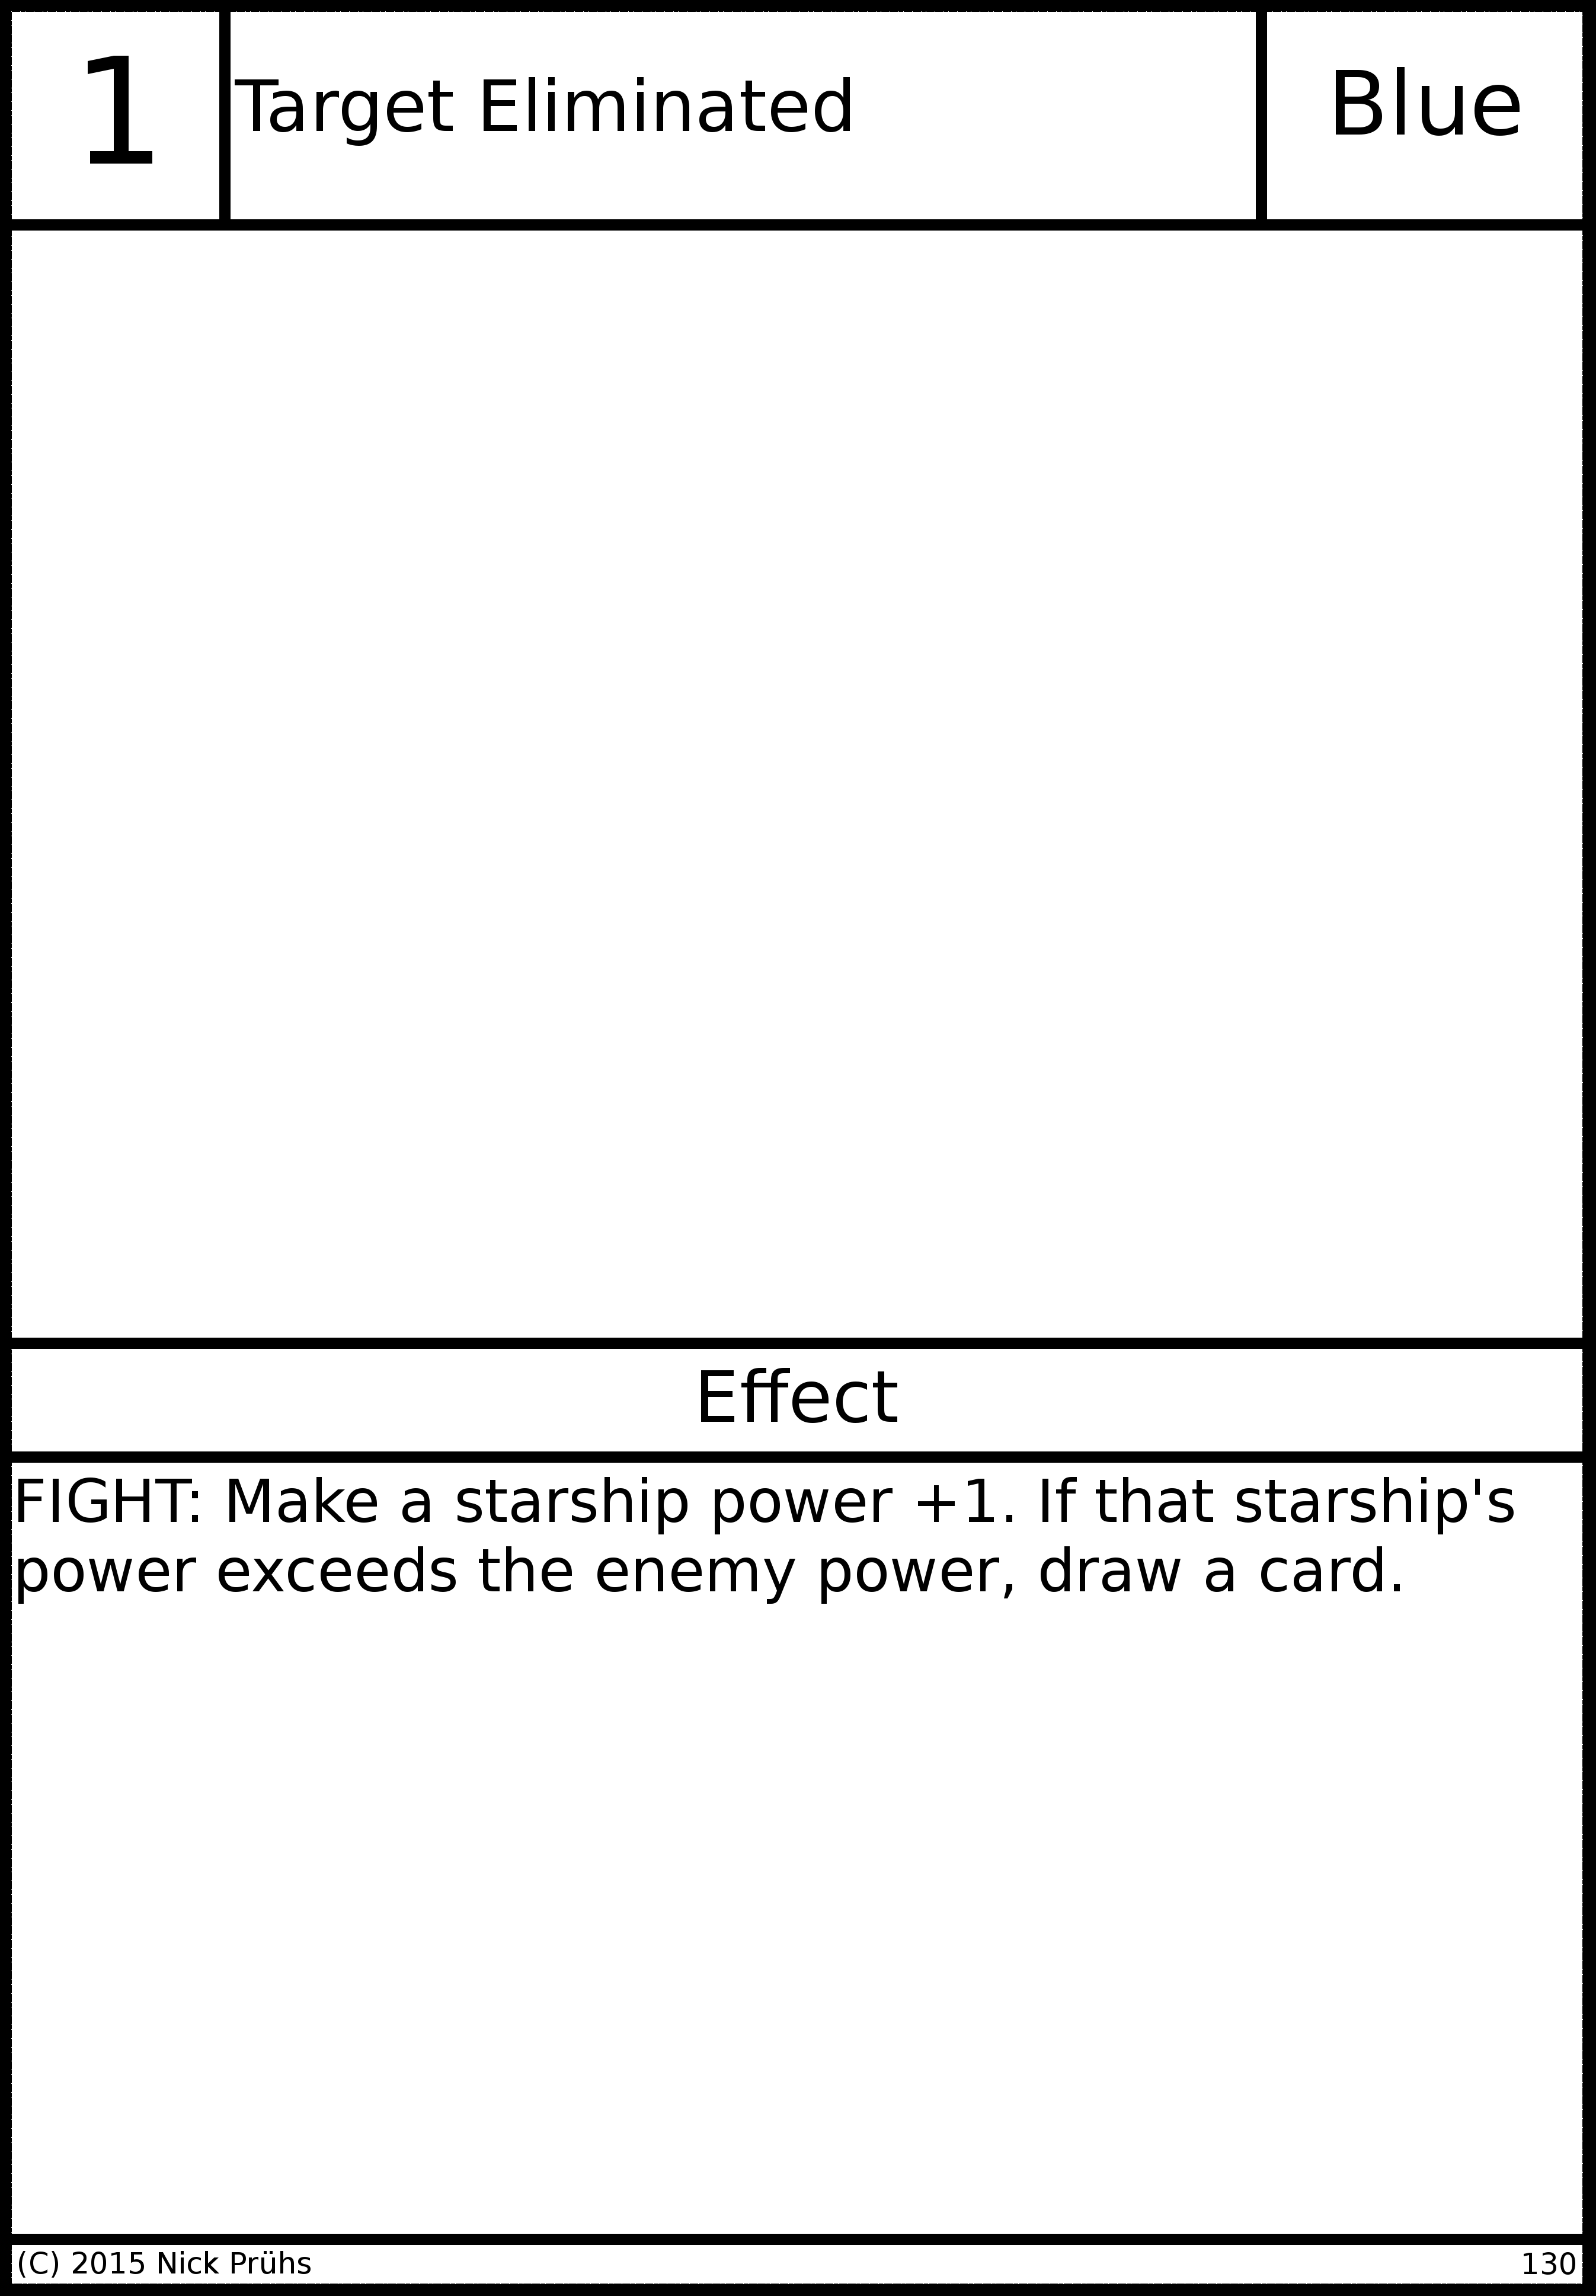 1
Target Eliminated
Blue
Effect
FIGHT: Make a starship power +1. If that starship's
power exceeds the enemy power, draw a card.
(C) 2015 Nick Prühs
130